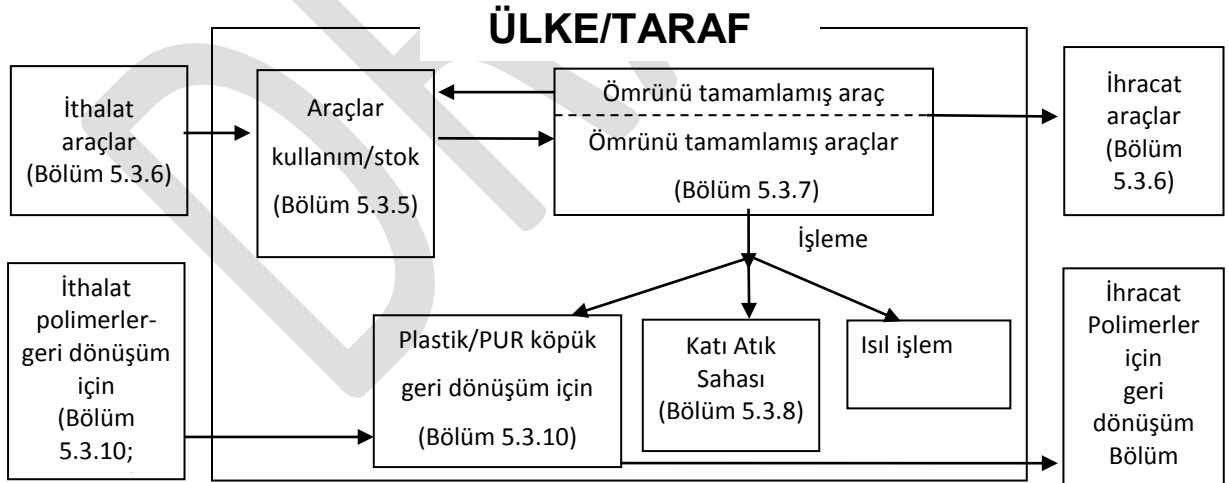 ÜLKE/TARAF
İthalat
araçlar
(Bölüm 5.3.6)
Araçlar
kullanım/stok
(Bölüm 5.3.5)
Ömrünü tamamlamış araç
Ömrünü tamamlamış araçlar
(Bölüm 5.3.7)
İhracat
araçlar
(Bölüm
5.3.6)
İşleme
İthalat
polimerler-
geri dönüşüm
için
(Bölüm
5.3.10;
Plastik/PUR köpük
geri dönüşüm için
(Bölüm 5.3.10)
Katı Atık
Sahası
(Bölüm 5.3.8)
Isıl işlem
İhracat
Polimerler
için
geri
dönüşüm
Bölüm